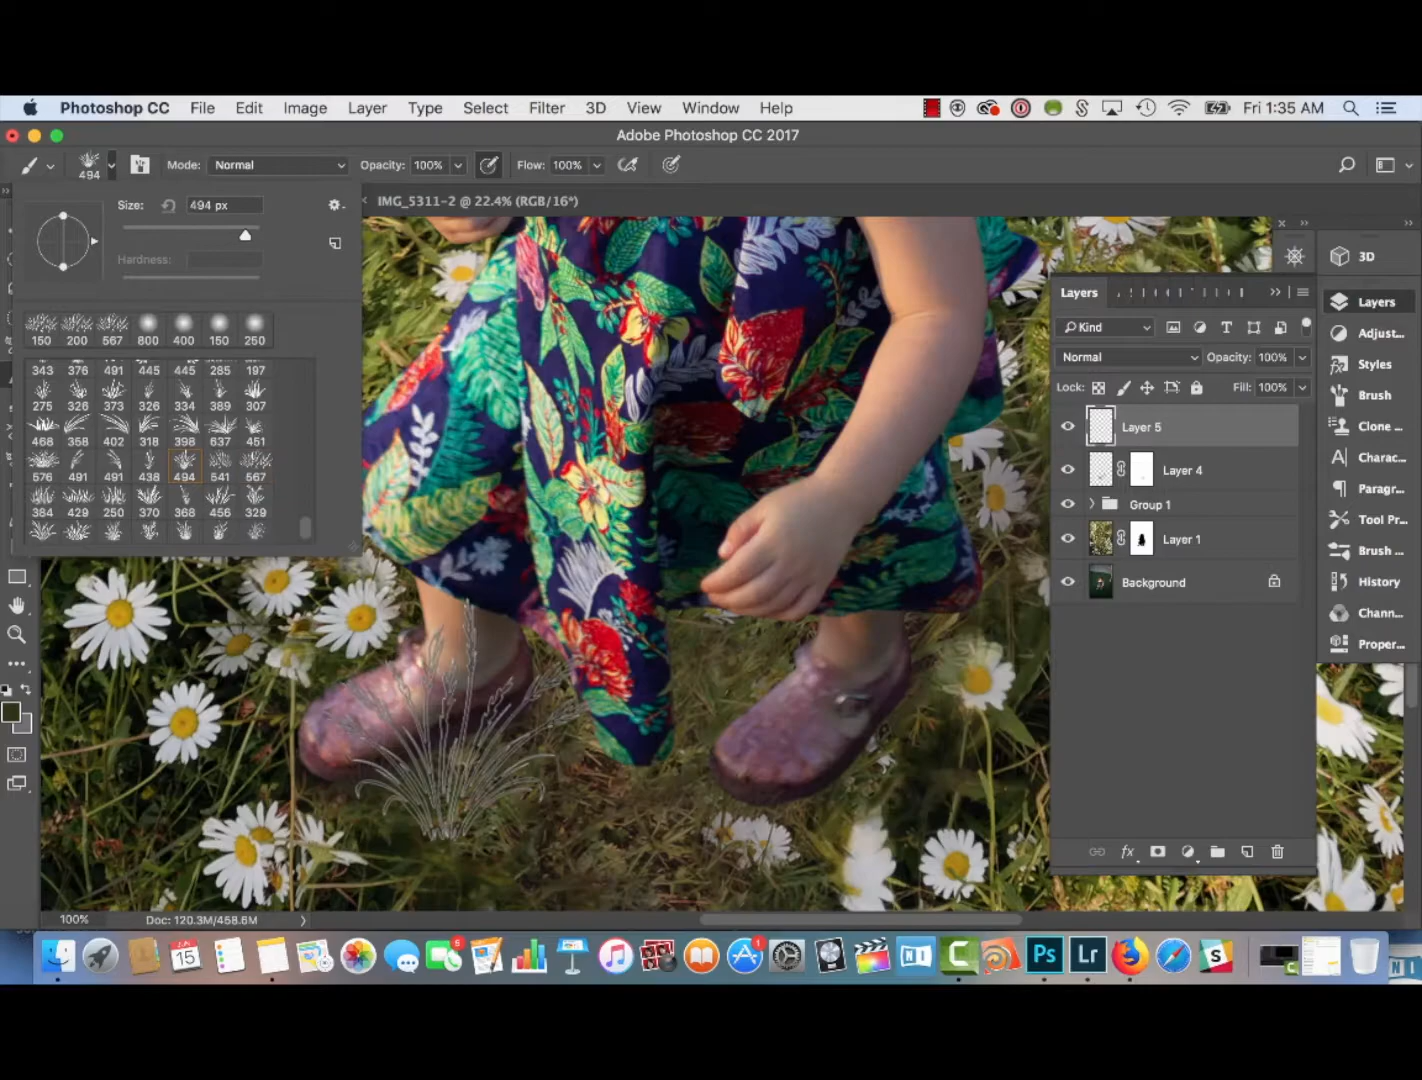 Photoshop CC File Edit Image Layer Type Select Filter 3D View Window Help Fri 1:35 AM
Adobe Photoshop CC 2017
494 Mode: Normal Opacity: 100% Flow: 100%
Size: 494 px
Hardness:
IMG_5311-2 @ 22.4% (RGB/16*)
150 200 567 800 400 150 250
343 376 491 445 445 285 197
275 326 373 326 334 389 307
468 358 402 318 398 637 451
576 491 491 438 494 541 567
384 429 250 370 368 456 329
Layers
Kind
Normal Opacity: 100%
Lock: Fill: 100%
Layer 5
Layer 4
Group 1
Layer 1
Background
fx
3D
Layers
Adjust...
Styles
Brush
Clone ...
Charac...
Paragr...
Tool Pr...
Brush ...
History
Chann...
Proper...
100% Doc: 120.3M/458.6M
JUN
15
6
1
Ps
Lr
S